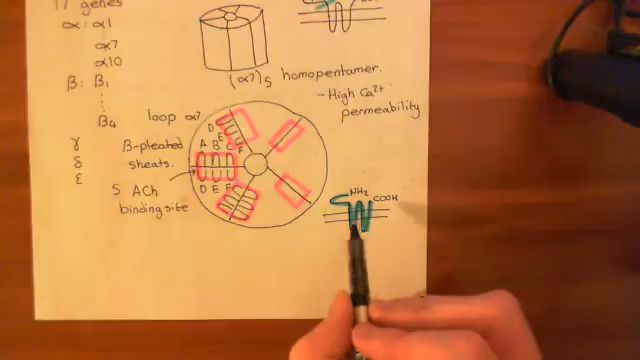 17 genes
α: α1
α7
α10
β: β1
β4
γ
δ
ε
(α7)5 homopentamer.
- High Ca2+
permeability
loop α7
β-pleated
sheats.
5 ACh
binding site
D
E
F
A B C
D E F
NH2
COOH